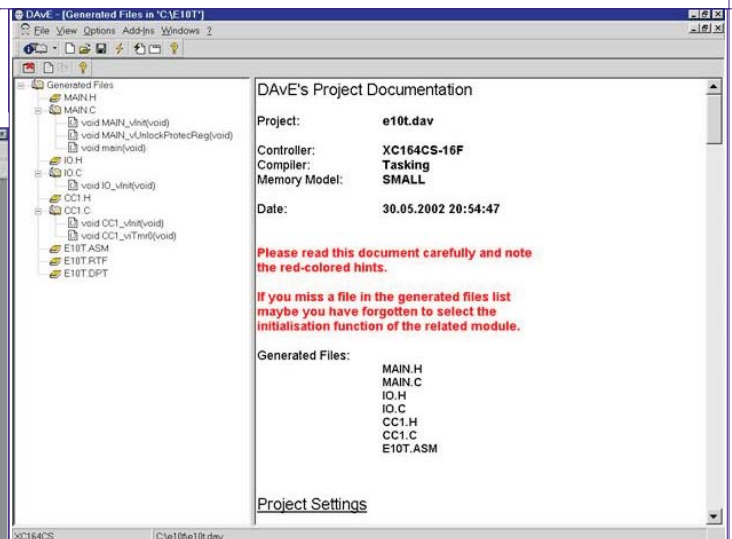 DAvE - [Generated Files in 'C:\E10T']
File View Options Add-Ins Windows ?
Generated Files
MAIN.H
MAIN.C
void MAIN_vInit(void)
void MAIN_vUnlockProtecReg(void)
void main(void)
IO.H
IO.C
void IO_vInit(void)
CC1.H
CC1.C
void CC1_vInit(void)
void CC1_viTmr0(void)
E10T.ASM
E10T.RTF
E10T.DPT
DAvE's Project Documentation
Project: e10t.dav
Controller: XC164CS-16F
Compiler: Tasking
Memory Model: SMALL
Date: 30.05.2002 20:54:47
Please read this document carefully and note
the red-colored hints.
If you miss a file in the generated files list
maybe you have forgotten to select the
initialisation function of the related module.
Generated Files:
MAIN.H
MAIN.C
IO.H
IO.C
CC1.H
CC1.C
E10T.ASM
Project Settings
XC164CS C:\e10t\e10t.dav